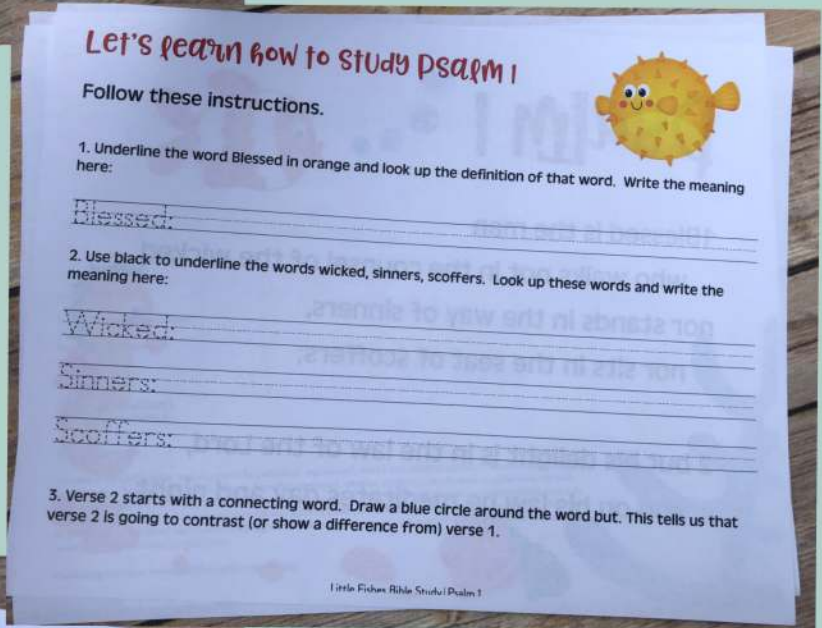 Let's learn how to study Psalm 1
Follow these instructions.
1. Underline the word Blessed in orange and look up the definition of that word. Write the meaning
here:
Blessed:
2. Use black to underline the words wicked, sinners, scoffers. Look up these words and write the
meaning here:
Wicked:
Sinners:
Scoffers:
3. Verse 2 starts with a connecting word. Draw a blue circle around the word but. This tells us that
verse 2 is going to contrast (or show a difference from) verse 1.
Little Fishes Bible Study | Psalm 1